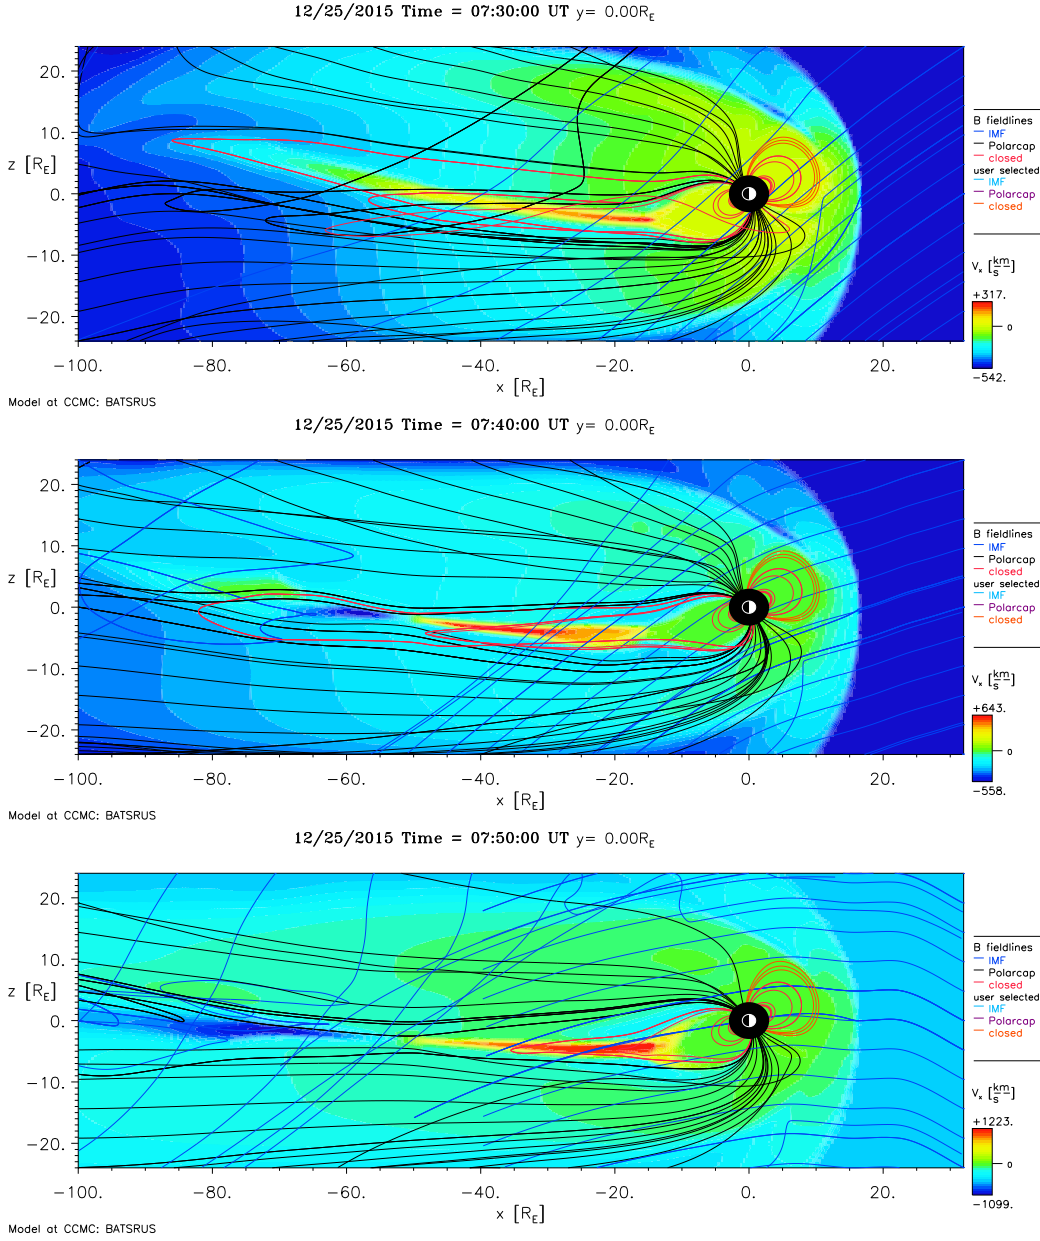 12/25/2015 Time = 07:30:00 UT y= 0.00R_E
20.
10.
0.
−10.
−20.
z [R_E]
−100. −80. −60. −40. −20. 0. 20.
x [R_E]
B fieldlines
IMF
Polarcap
closed
user selected
IMF
Polarcap
closed
V_x [km/s]
+317.
0
−542.
Model at CCMC: BATSRUS
12/25/2015 Time = 07:40:00 UT y= 0.00R_E
20.
10.
0.
−10.
−20.
z [R_E]
−100. −80. −60. −40. −20. 0. 20.
x [R_E]
B fieldlines
IMF
Polarcap
closed
user selected
IMF
Polarcap
closed
V_x [km/s]
+643.
0
−558.
Model at CCMC: BATSRUS
12/25/2015 Time = 07:50:00 UT y= 0.00R_E
20.
10.
0.
−10.
−20.
z [R_E]
−100. −80. −60. −40. −20. 0. 20.
x [R_E]
B fieldlines
IMF
Polarcap
closed
user selected
IMF
Polarcap
closed
V_x [km/s]
+1223.
0
−1099.
Model at CCMC: BATSRUS